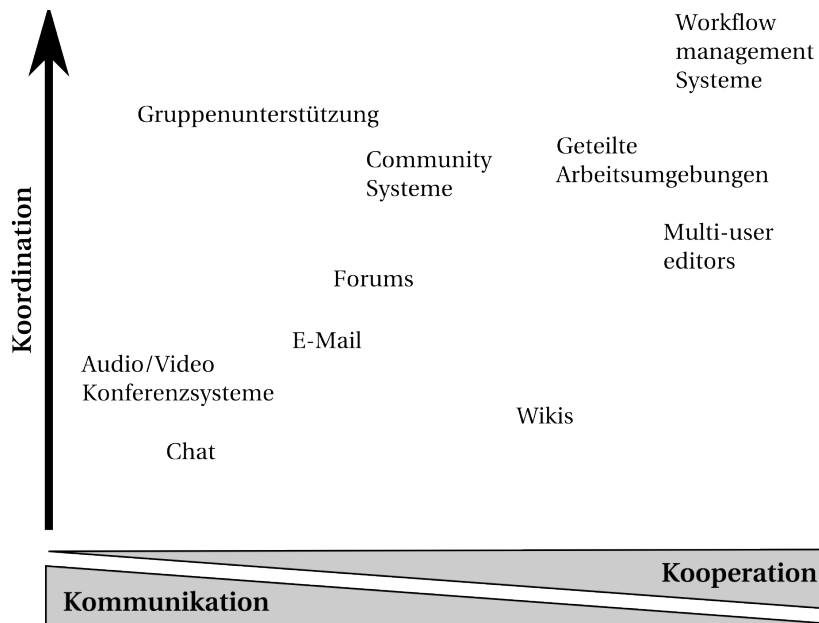 Workflow
management
Systeme
Gruppenunterstützung
Community
Systeme
Geteilte
Arbeitsumgebungen
Multi-user
editors
Koordination
Forums
E-Mail
Audio/Video
Konferenzsysteme
Wikis
Chat
Kooperation
Kommunikation